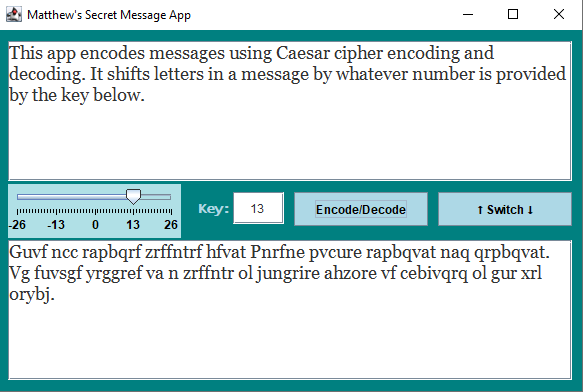 Matthew's Secret Message App
This app encodes messages using Caesar cipher encoding and
decoding. It shifts letters in a message by whatever number is provided
by the key below.
-26 -13 0 13 26
Key: 13
Encode/Decode
↑ Switch ↓
Guvf ncc rapbqrf zrffntrf hfvat Pnrfne pvcure rapbqvat naq qrpbqvat.
Vg fuvsgf yrggref va n zrffntr ol jungrire ahzore vf cebivqrq ol gur xrl
orybj.